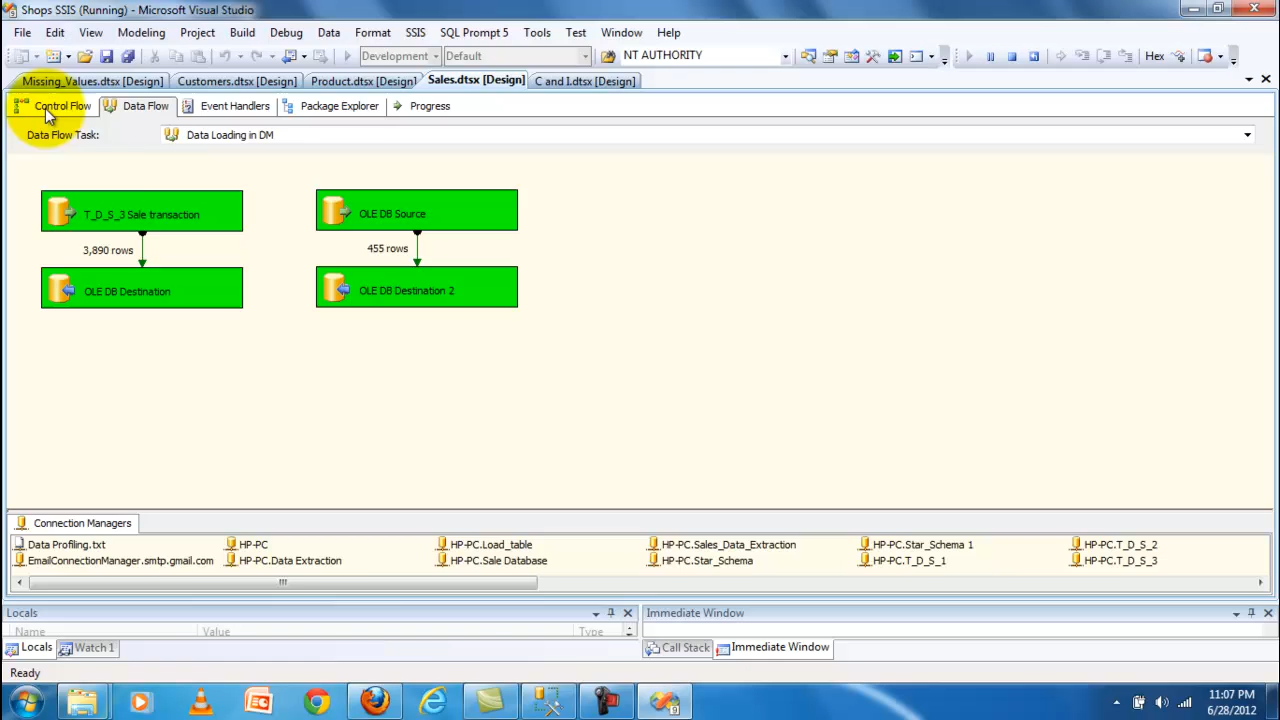 Shops SSIS (Running) - Microsoft Visual Studio
File Edit View Modeling Project Build Debug Data Format SSIS SQL Prompt 5 Tools Test Window Help
Development Default NT AUTHORITY Hex
Missing_Values.dtsx [Design] Customers.dtsx [Design] Product.dtsx [Design] Sales.dtsx [Design] C and I.dtsx [Design]
Control Flow Data Flow Event Handlers Package Explorer Progress
Data Flow Task: Data Loading in DM
T_D_S_3 Sale transaction OLE DB Source
3,890 rows 455 rows
OLE DB Destination OLE DB Destination 2
Connection Managers
Data Profiling.txt HP-PC HP-PC.Load_table HP-PC.Sales_Data_Extraction HP-PC.Star_Schema 1 HP-PC.T_D_S_2
EmailConnectionManager.smtp.gmail.com HP-PC.Data Extraction HP-PC.Sale Database HP-PC.Star_Schema HP-PC.T_D_S_1 HP-PC.T_D_S_3
Locals Immediate Window
Name Value Type
Locals Watch 1 Call Stack Immediate Window
Ready
11:07 PM
6/28/2012